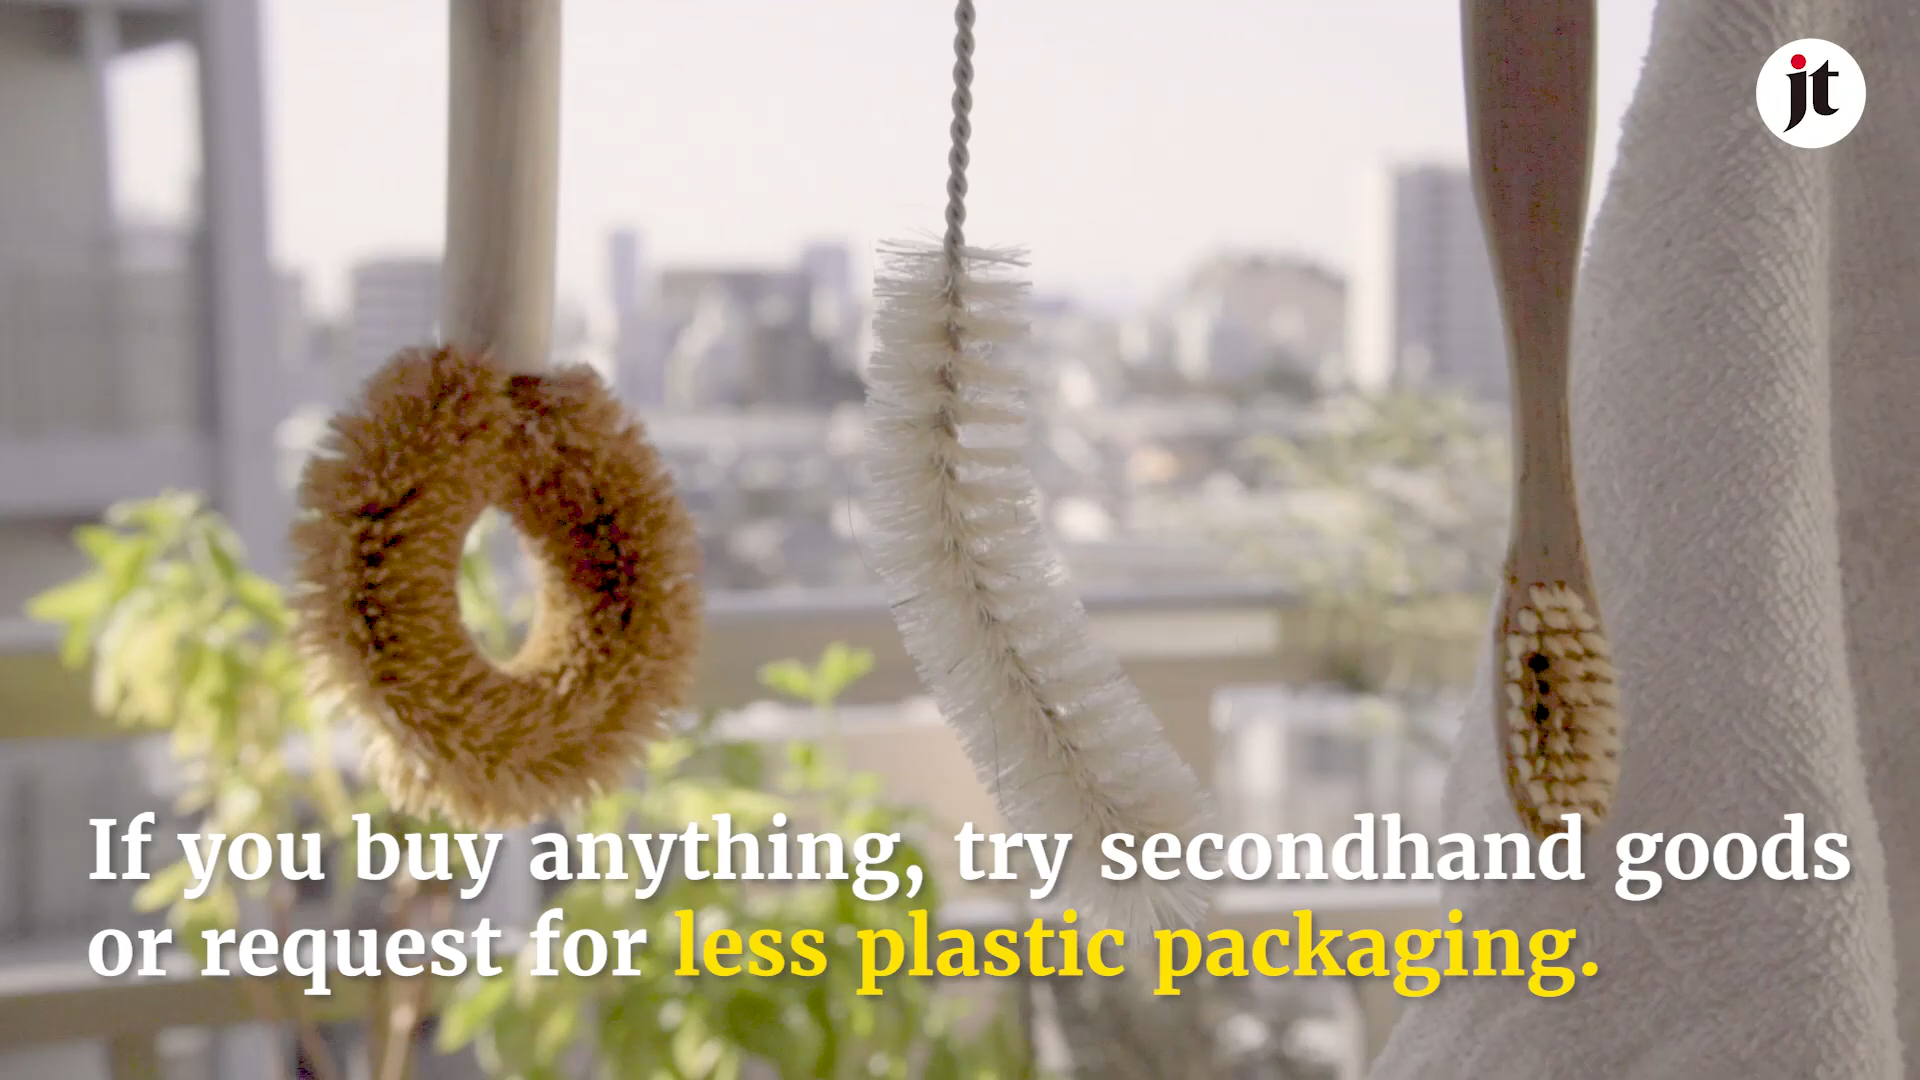 jt
If you buy anything, try secondhand goods
or request for less plastic packaging.